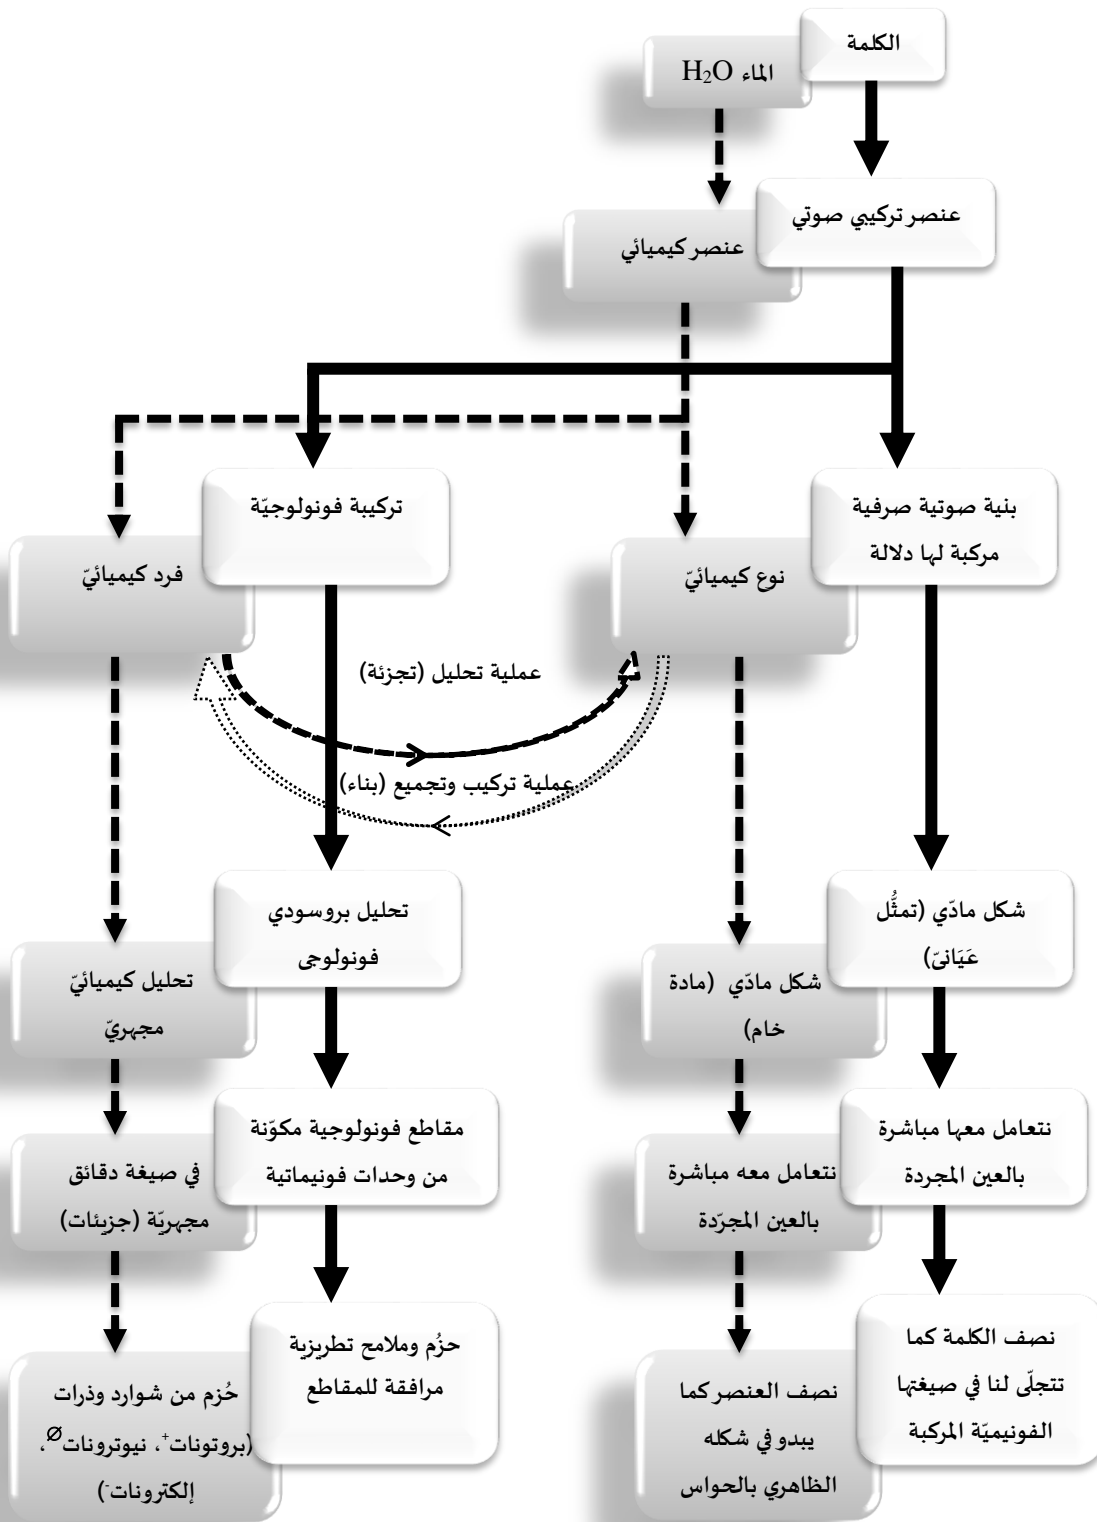 الكلمة
الماء H₂O
عنصر تركيبي صوتي
عنصر كيميائي
بنية صوتية صرفية
مركبة لها دلالة
تركيبة فونولوجيّة
نوع كيميائيّ
فرد كيميائيّ
عملية تحليل (تجزئة)
عملية تركيب وتجميع (بناء)
شكل مادّي (تمثُّل
عَيَانيّ)
تحليل بروسودي
فونولوجي
شكل مادّي (مادة
خام)
تحليل كيميائيّ
مجهريّ
نتعامل معها مباشرة
بالعين المجردة
مقاطع فونولوجية مكوّنة
من وحدات فونيماتية
نتعامل معه مباشرة
بالعين المجرّدة
في صيغة دقائق
مجهريّة (جزيئات)
نصف الكلمة كما
تتجلّى لنا في صيغتها
الفونيميّة المركبة
حزُم وملامح تطريزية
مرافقة للمقاطع
نصف العنصر كما
يبدو في شكله
الظاهري بالحواس
حُزم من شوارد وذرات
(بروتونات⁺، نيوترونات∅،
إلكترونات⁻)